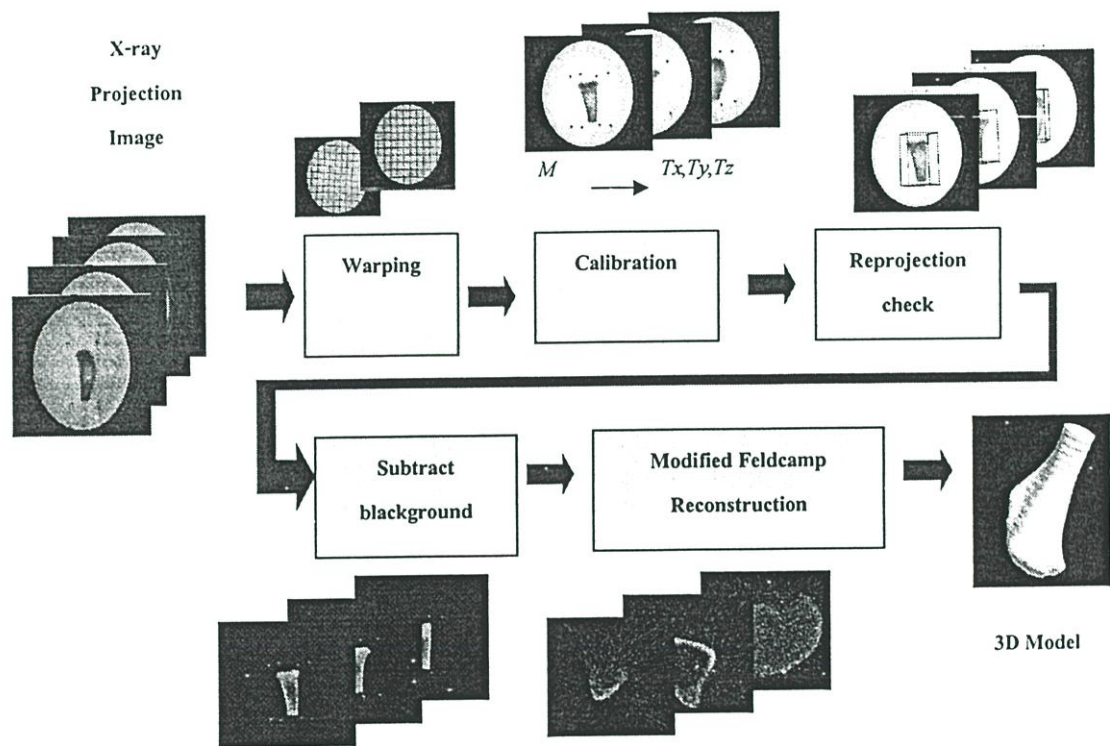 X-ray
Projection
Image
M
Tx,Ty,Tz
Warping
Calibration
Reprojection
check
Subtract
blackground
Modified Feldcamp
Reconstruction
3D Model